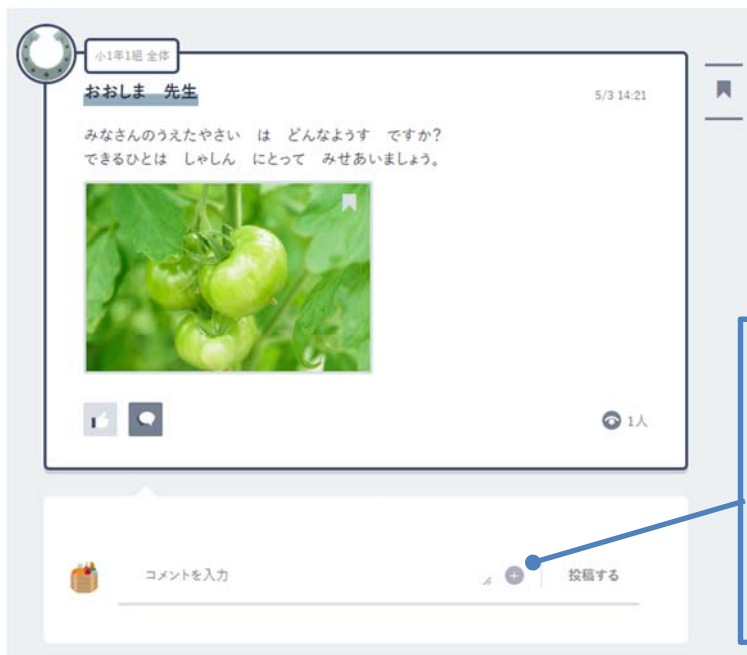 小1年1組 全体
おおしま 先生
5/3 14:21
みなさんのうえたやさい は どんなようす ですか?
できるひとは しゃしん にとって みせあいましょう。
1人
コメントを入力
投稿する